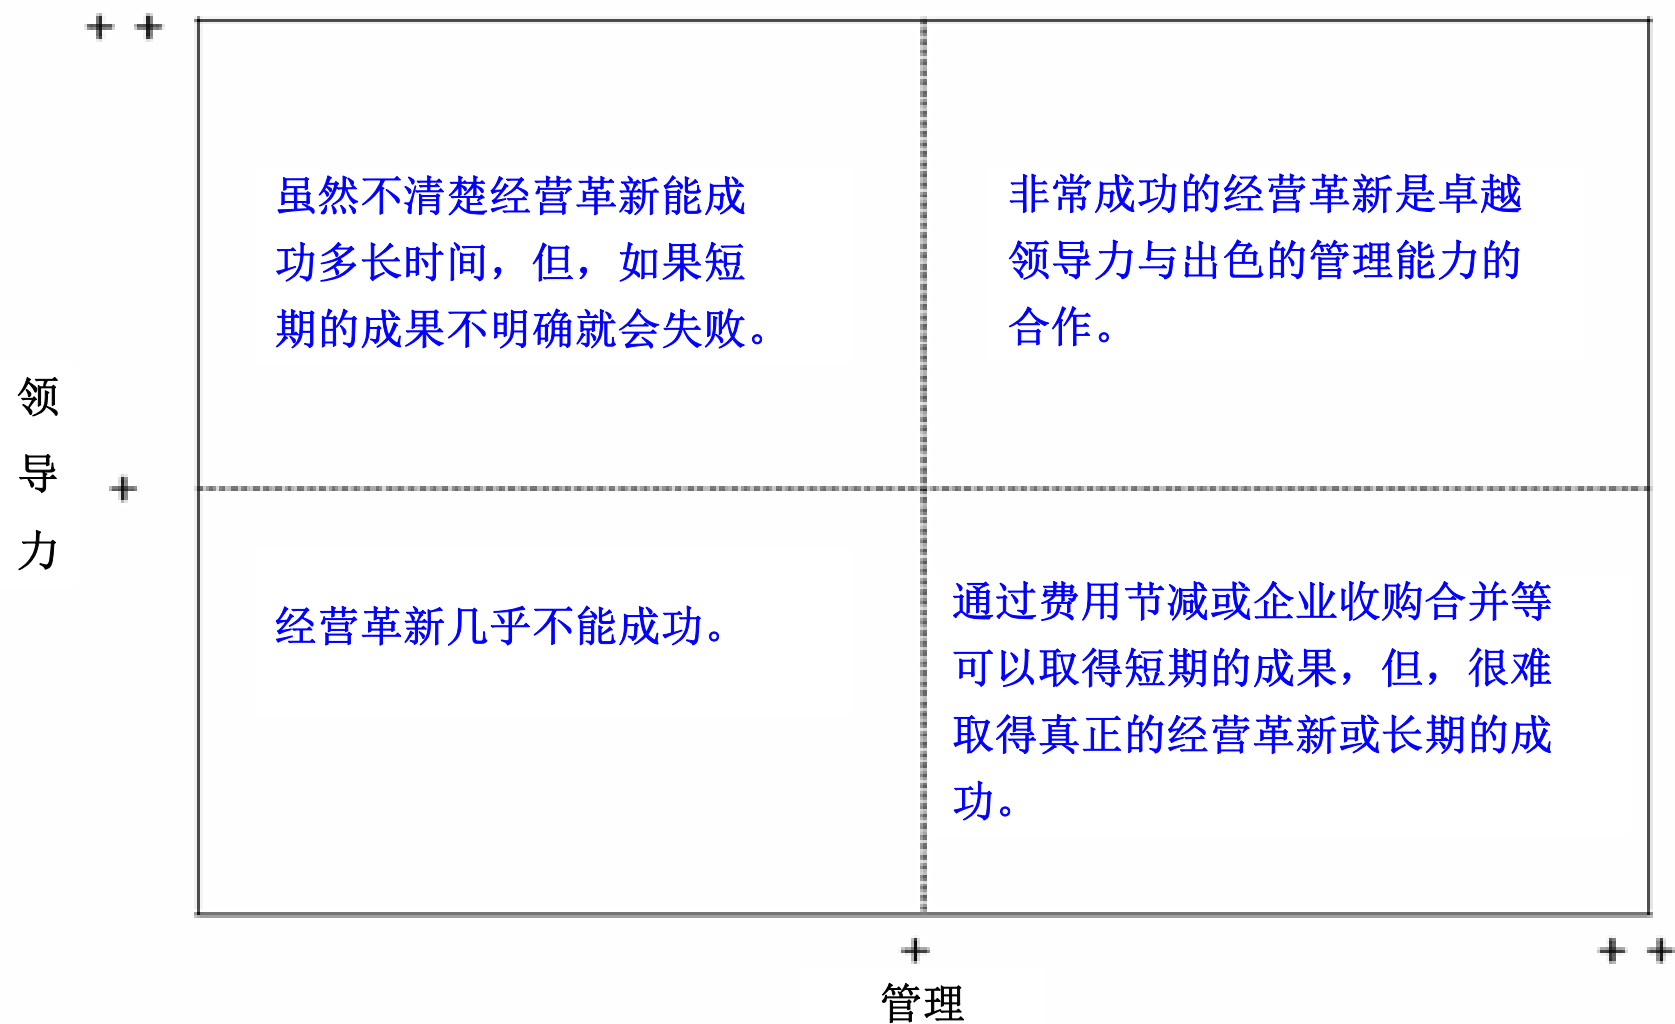 + +
虽然不清楚经营革新能成
功多长时间，但，如果短
期的成果不明确就会失败。
非常成功的经营革新是卓越
领导力与出色的管理能力的
合作。
领
导
力
+
经营革新几乎不能成功。
通过费用节减或企业收购合并等
可以取得短期的成果，但，很难
取得真正的经营革新或长期的成
功。
+
+ +
管理